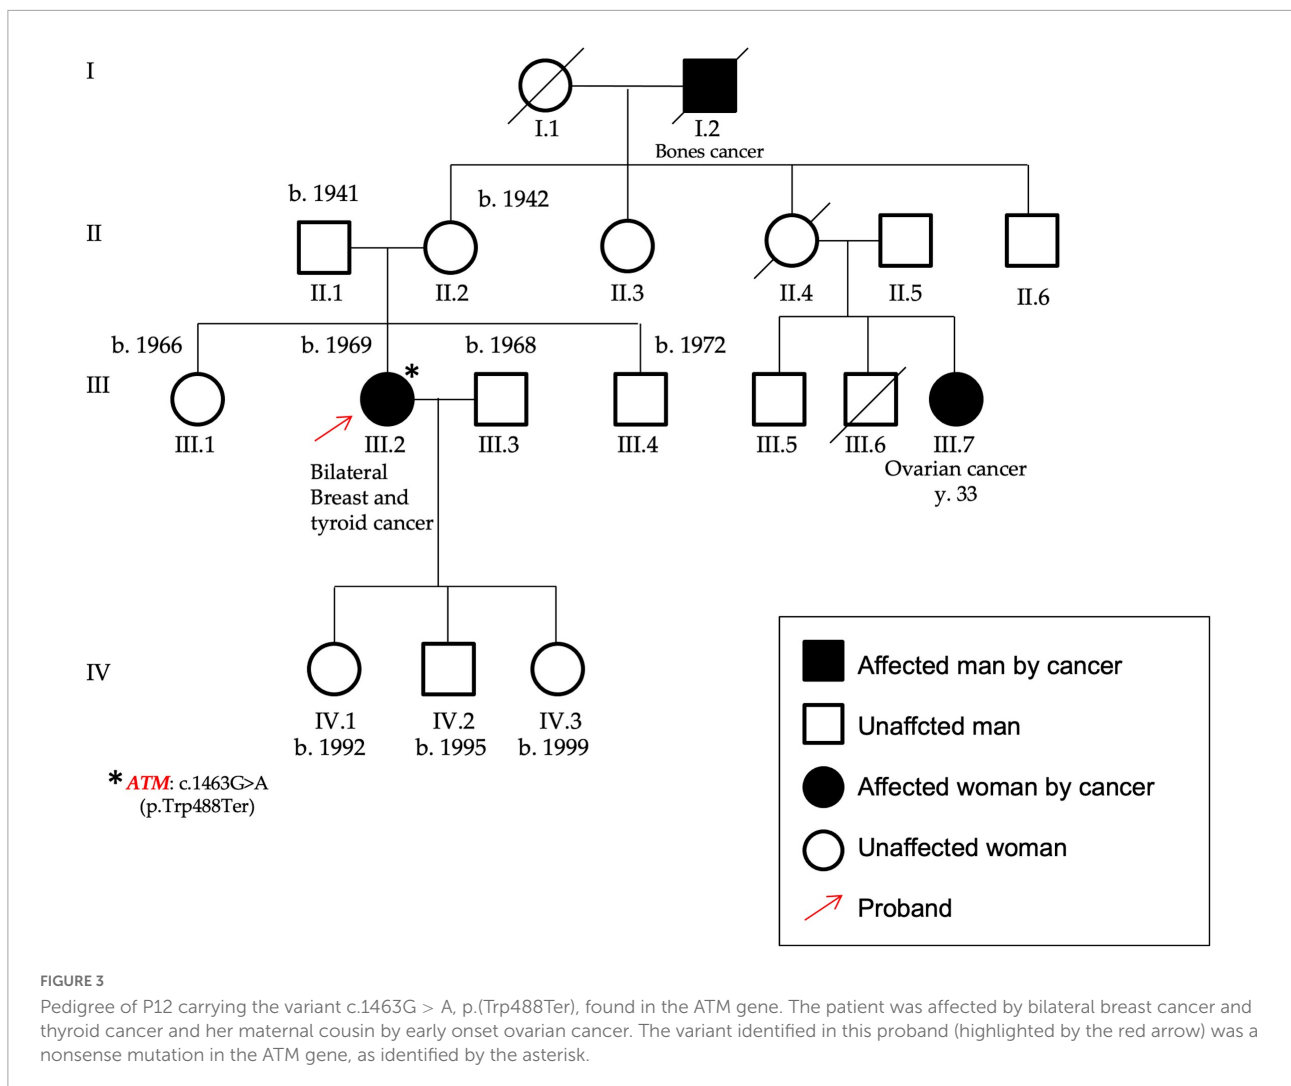 I
I.1
I.2
Bones cancer
b. 1941
b. 1942
II
II.1
II.2
II.3
II.4
II.5
II.6
b. 1966
b. 1969
b. 1968
b. 1972
III
*
III.1
III.2
III.3
III.4
III.5
III.6
III.7
Bilateral
Breast and
tyroid cancer
Ovarian cancer
y. 33
IV
IV.1
b. 1992
IV.2
b. 1995
IV.3
b. 1999
* ATM: c.1463G>A
(p.Trp488Ter)
Affected man by cancer
Unaffcted man
Affected woman by cancer
Unaffected woman
Proband
FIGURE 3
Pedigree of P12 carrying the variant c.1463G > A, p.(Trp488Ter), found in the ATM gene. The patient was affected by bilateral breast cancer and
thyroid cancer and her maternal cousin by early onset ovarian cancer. The variant identified in this proband (highlighted by the red arrow) was a
nonsense mutation in the ATM gene, as identified by the asterisk.